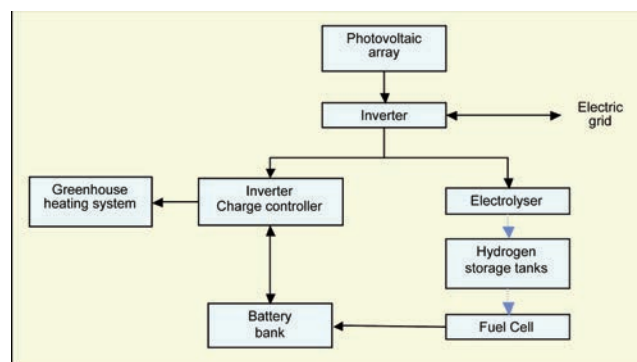 Photovoltaic
array
Inverter
Electric
grid
Greenhouse
heating system
Inverter
Charge controller
Electrolyser
Hydrogen
storage tanks
Battery
bank
Fuel Cell